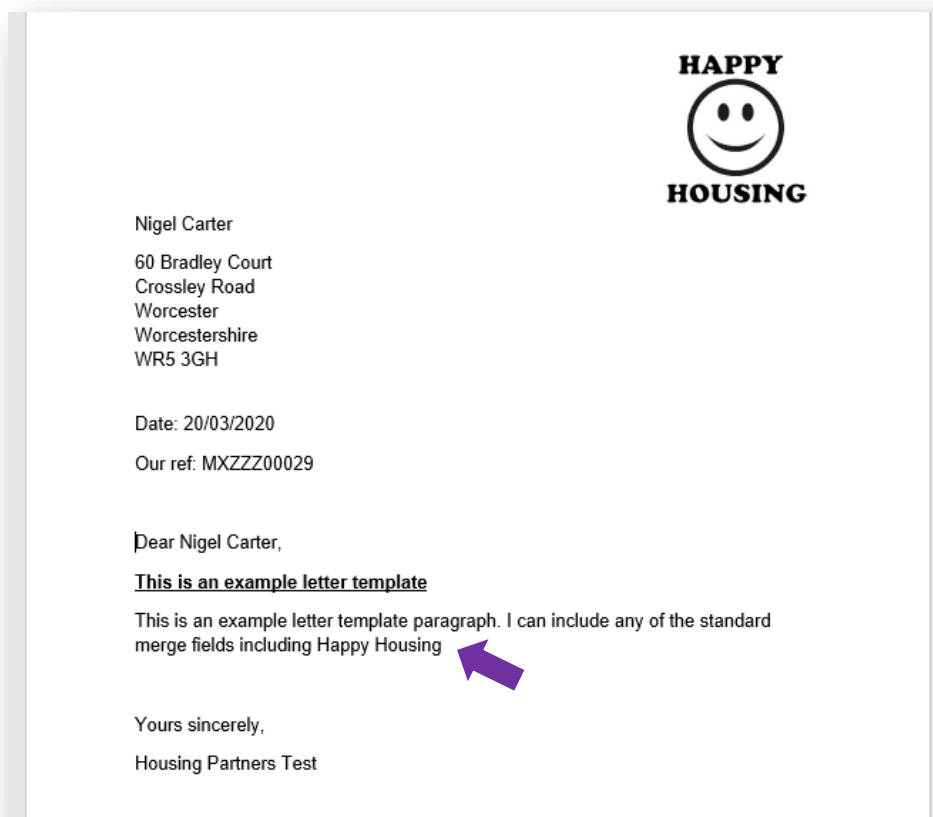 HAPPY
HOUSING
Nigel Carter
60 Bradley Court
Crossley Road
Worcester
Worcestershire
WR5 3GH
Date: 20/03/2020
Our ref: MXZZZ00029
Dear Nigel Carter,
This is an example letter template
This is an example letter template paragraph. I can include any of the standard
merge fields including Happy Housing
Yours sincerely,
Housing Partners Test